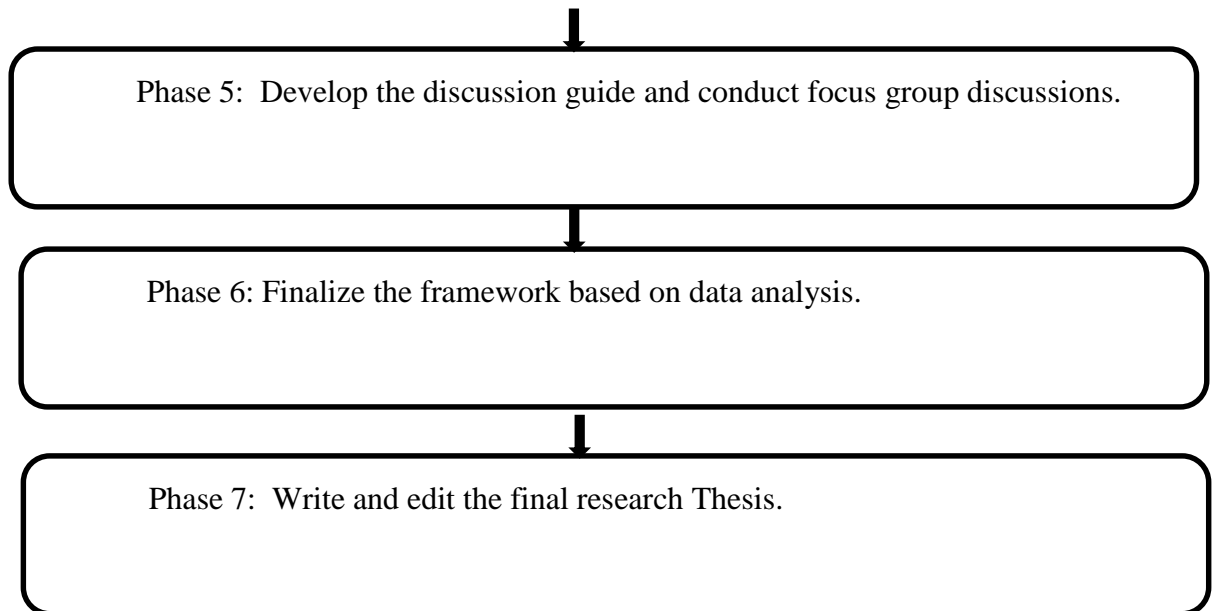 Phase 5:  Develop the discussion guide and conduct focus group discussions.
Phase 6: Finalize the framework based on data analysis.
Phase 7:  Write and edit the final research Thesis.